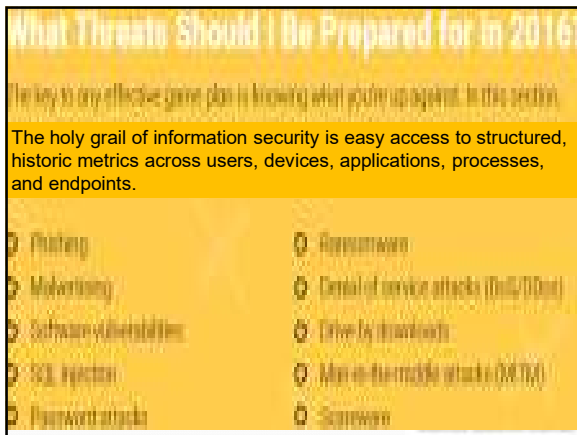 What Threats Should I Be Prepared for in 2016?
The key to any effective game plan is knowing what you're up against. In this section,
The holy grail of information security is easy access to structured,
historic metrics across users, devices, applications, processes,
and endpoints.
Phishing
Malvertising
Software vulnerabilities
SQL injection
Password attacks
Ransomware
Denial of service attacks (DoS/DDoS)
Drive by downloads
Man-in-the-middle attacks (MITM)
Scareware